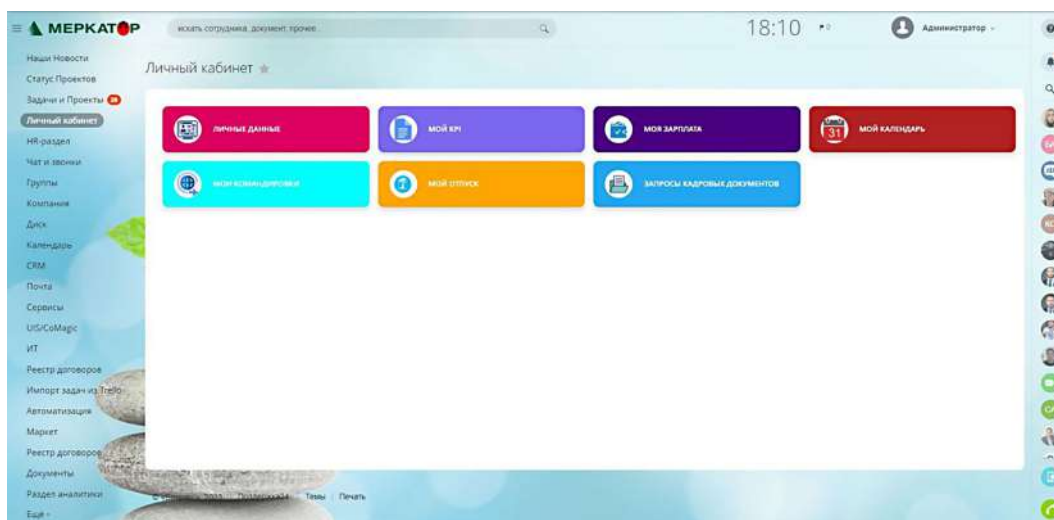 МЕРКАТОР
искать сотрудника, документ, прочее...
18:10
0
Администратор
Наши Новости
Статус Проектов
Задачи и Проекты
Личный кабинет
HR-раздел
Чат и звонки
Группы
Компания
Диск
Календарь
CRM
Почта
Сервисы
UIS/CoMagic
ИТ
Реестр договоров
Импорт задач из Trello
Автоматизация
Маркет
Реестр договоров
Документы
Раздел аналитики
Еще
Личный кабинет
ЛИЧНЫЕ ДАННЫЕ
МОЙ KPI
МОЯ ЗАРПЛАТА
31
МОЙ КАЛЕНДАРЬ
МОИ КОМАНДИРОВКИ
МОЙ ОТПУСК
ЗАПРОСЫ КАДРОВЫХ ДОКУМЕНТОВ
Темы
Печать